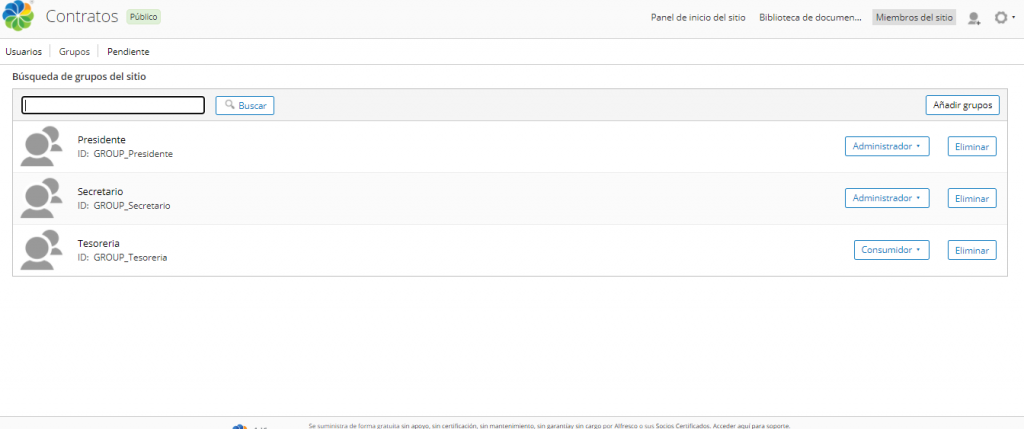 Contratos Público Panel de inicio del sitio Biblioteca de documen... Miembros del sitio
Usuarios Grupos Pendiente
Búsqueda de grupos del sitio
Buscar Añadir grupos
Presidente
ID: GROUP_Presidente Administrador Eliminar
Secretario
ID: GROUP_Secretario Administrador Eliminar
Tesoreria
ID: GROUP_Tesoreria Consumidor Eliminar
Se suministra de forma gratuita sin apoyo, sin certificación, sin mantenimiento, sin garantíay sin cargo por Alfresco o sus Socios Certificados. Acceder aquí para soporte.